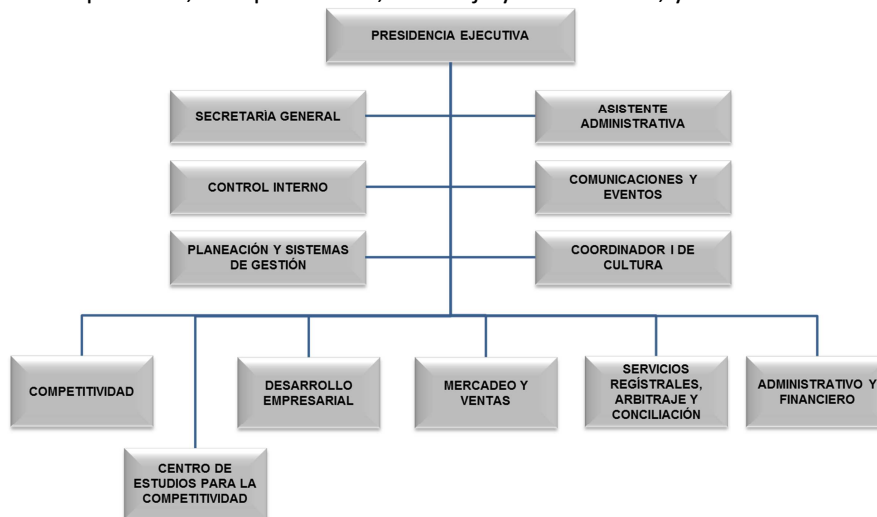 PRESIDENCIA EJECUTIVA
SECRETARÌA GENERAL
ASISTENTE
ADMINISTRATIVA
CONTROL INTERNO
COMUNICACIONES Y
EVENTOS
PLANEACIÓN Y SISTEMAS
DE GESTIÓN
COORDINADOR I DE
CULTURA
COMPETITIVIDAD
CENTRO DE
ESTUDIOS PARA LA
COMPETITIVIDAD
DESARROLLO
EMPRESARIAL
MERCADEO Y
VENTAS
SERVICIOS
REGÍSTRALES,
ARBITRAJE Y
CONCILIACIÓN
ADMINISTRATIVO Y
FINANCIERO